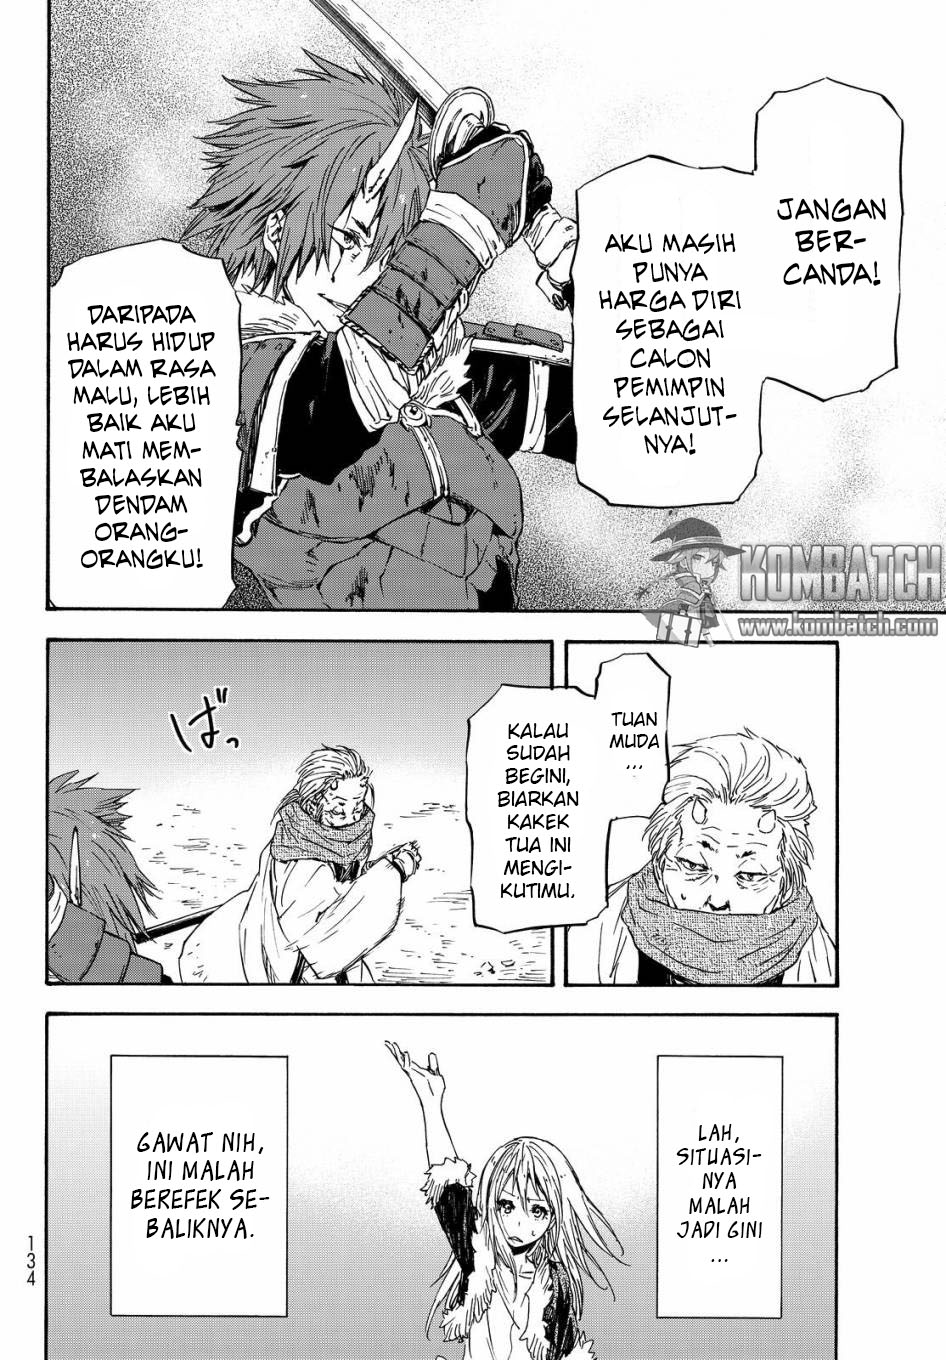 JANGAN
BER-
CANDA!
AKU MASIH
PUNYA
HARGA DIRI
SEBAGAI
CALON
PEMIMPIN
SELANJUT-
NYA!
DARIPADA
HARUS HIDUP
DALAM RASA
MALU, LEBIH
BAIK AKU
MATI MEM-
BALASKAN
DENDAM
ORANG-
ORANGKU!
KOMBATCH
www.kombatch.com
TUAN
MUDA
...
KALAU
SUDAH
BEGINI,
BIARKAN
KAKEK
TUA INI
MENGI-
KUTIMU.
ばっ
LAH,
SITUASI-
NYA
MALAH
JADI GINI
...
GAWAT NIH,
INI MALAH
BEREFEK SE-
BALIKNYA.
134